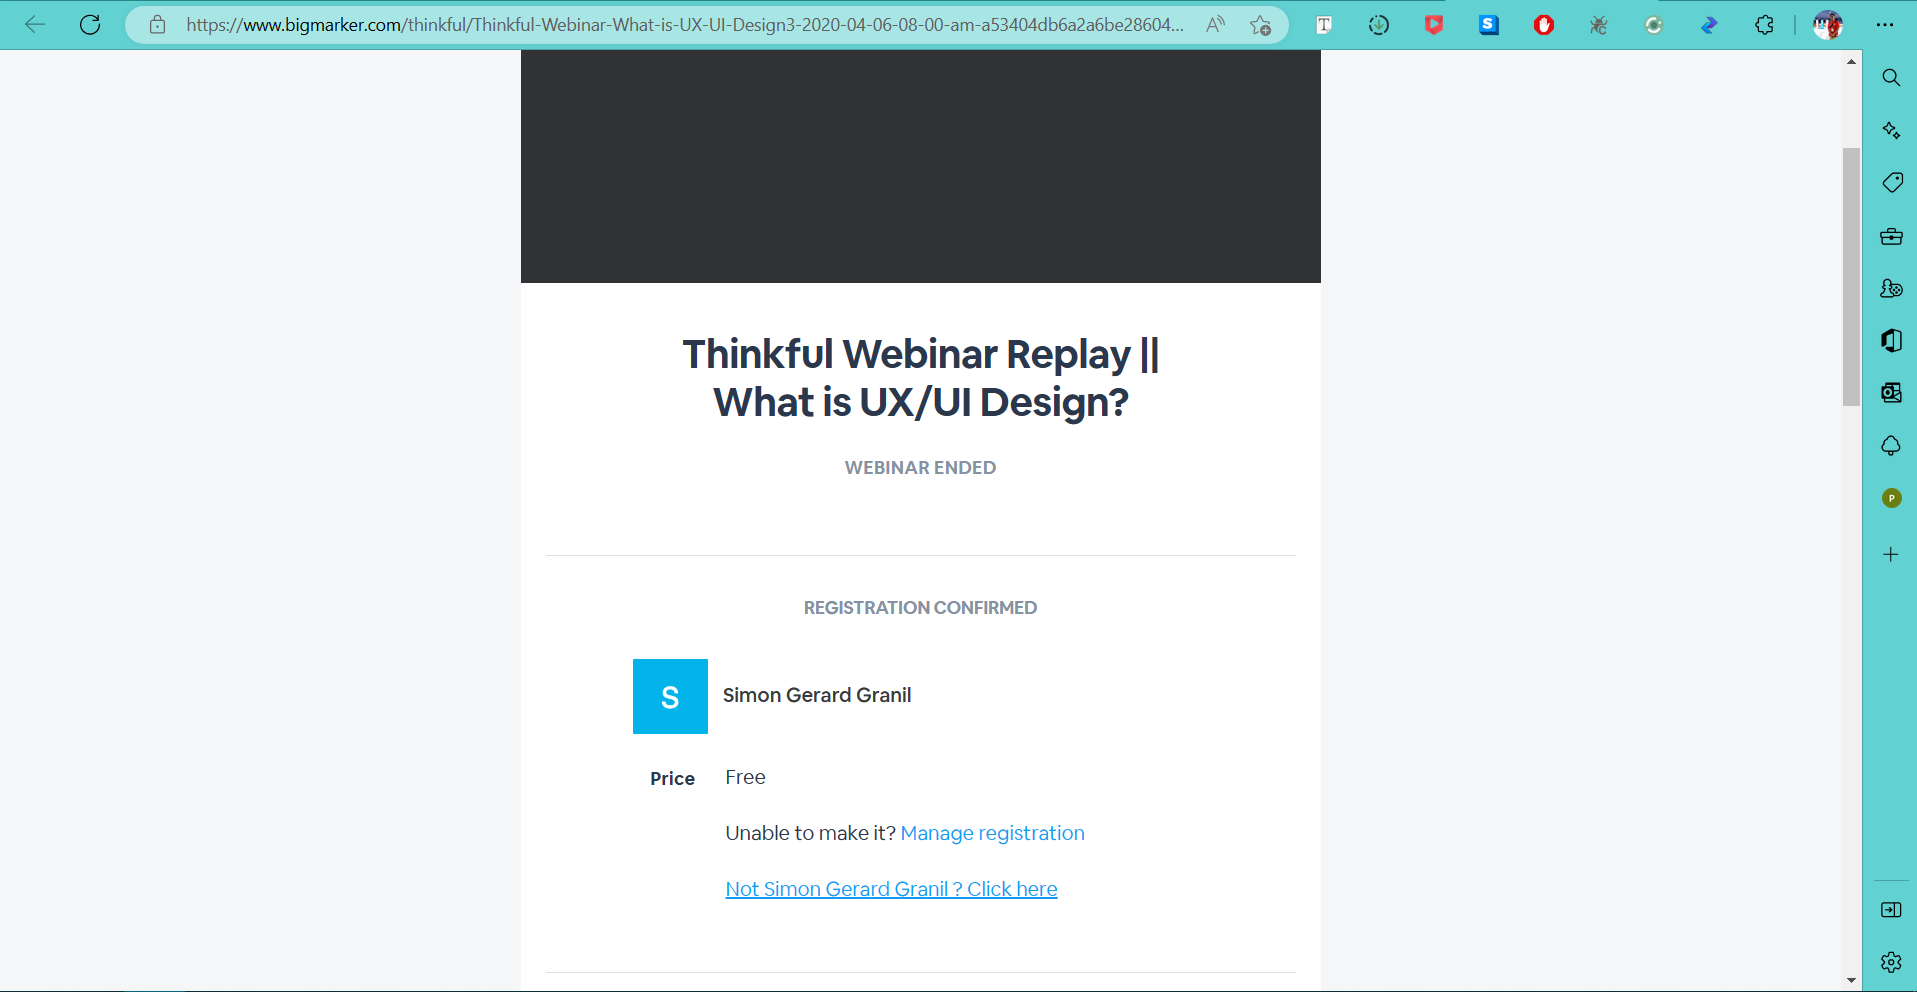 https://www.bigmarker.com/thinkful/Thinkful-Webinar-What-is-UX-UI-Design3-2020-04-06-08-00-am-a53404db6a2a6be28604...
Thinkful Webinar Replay ||
What is UX/UI Design?
WEBINAR ENDED
REGISTRATION CONFIRMED
S
Simon Gerard Granil
Price
Free
Unable to make it? Manage registration
Not Simon Gerard Granil ? Click here
P